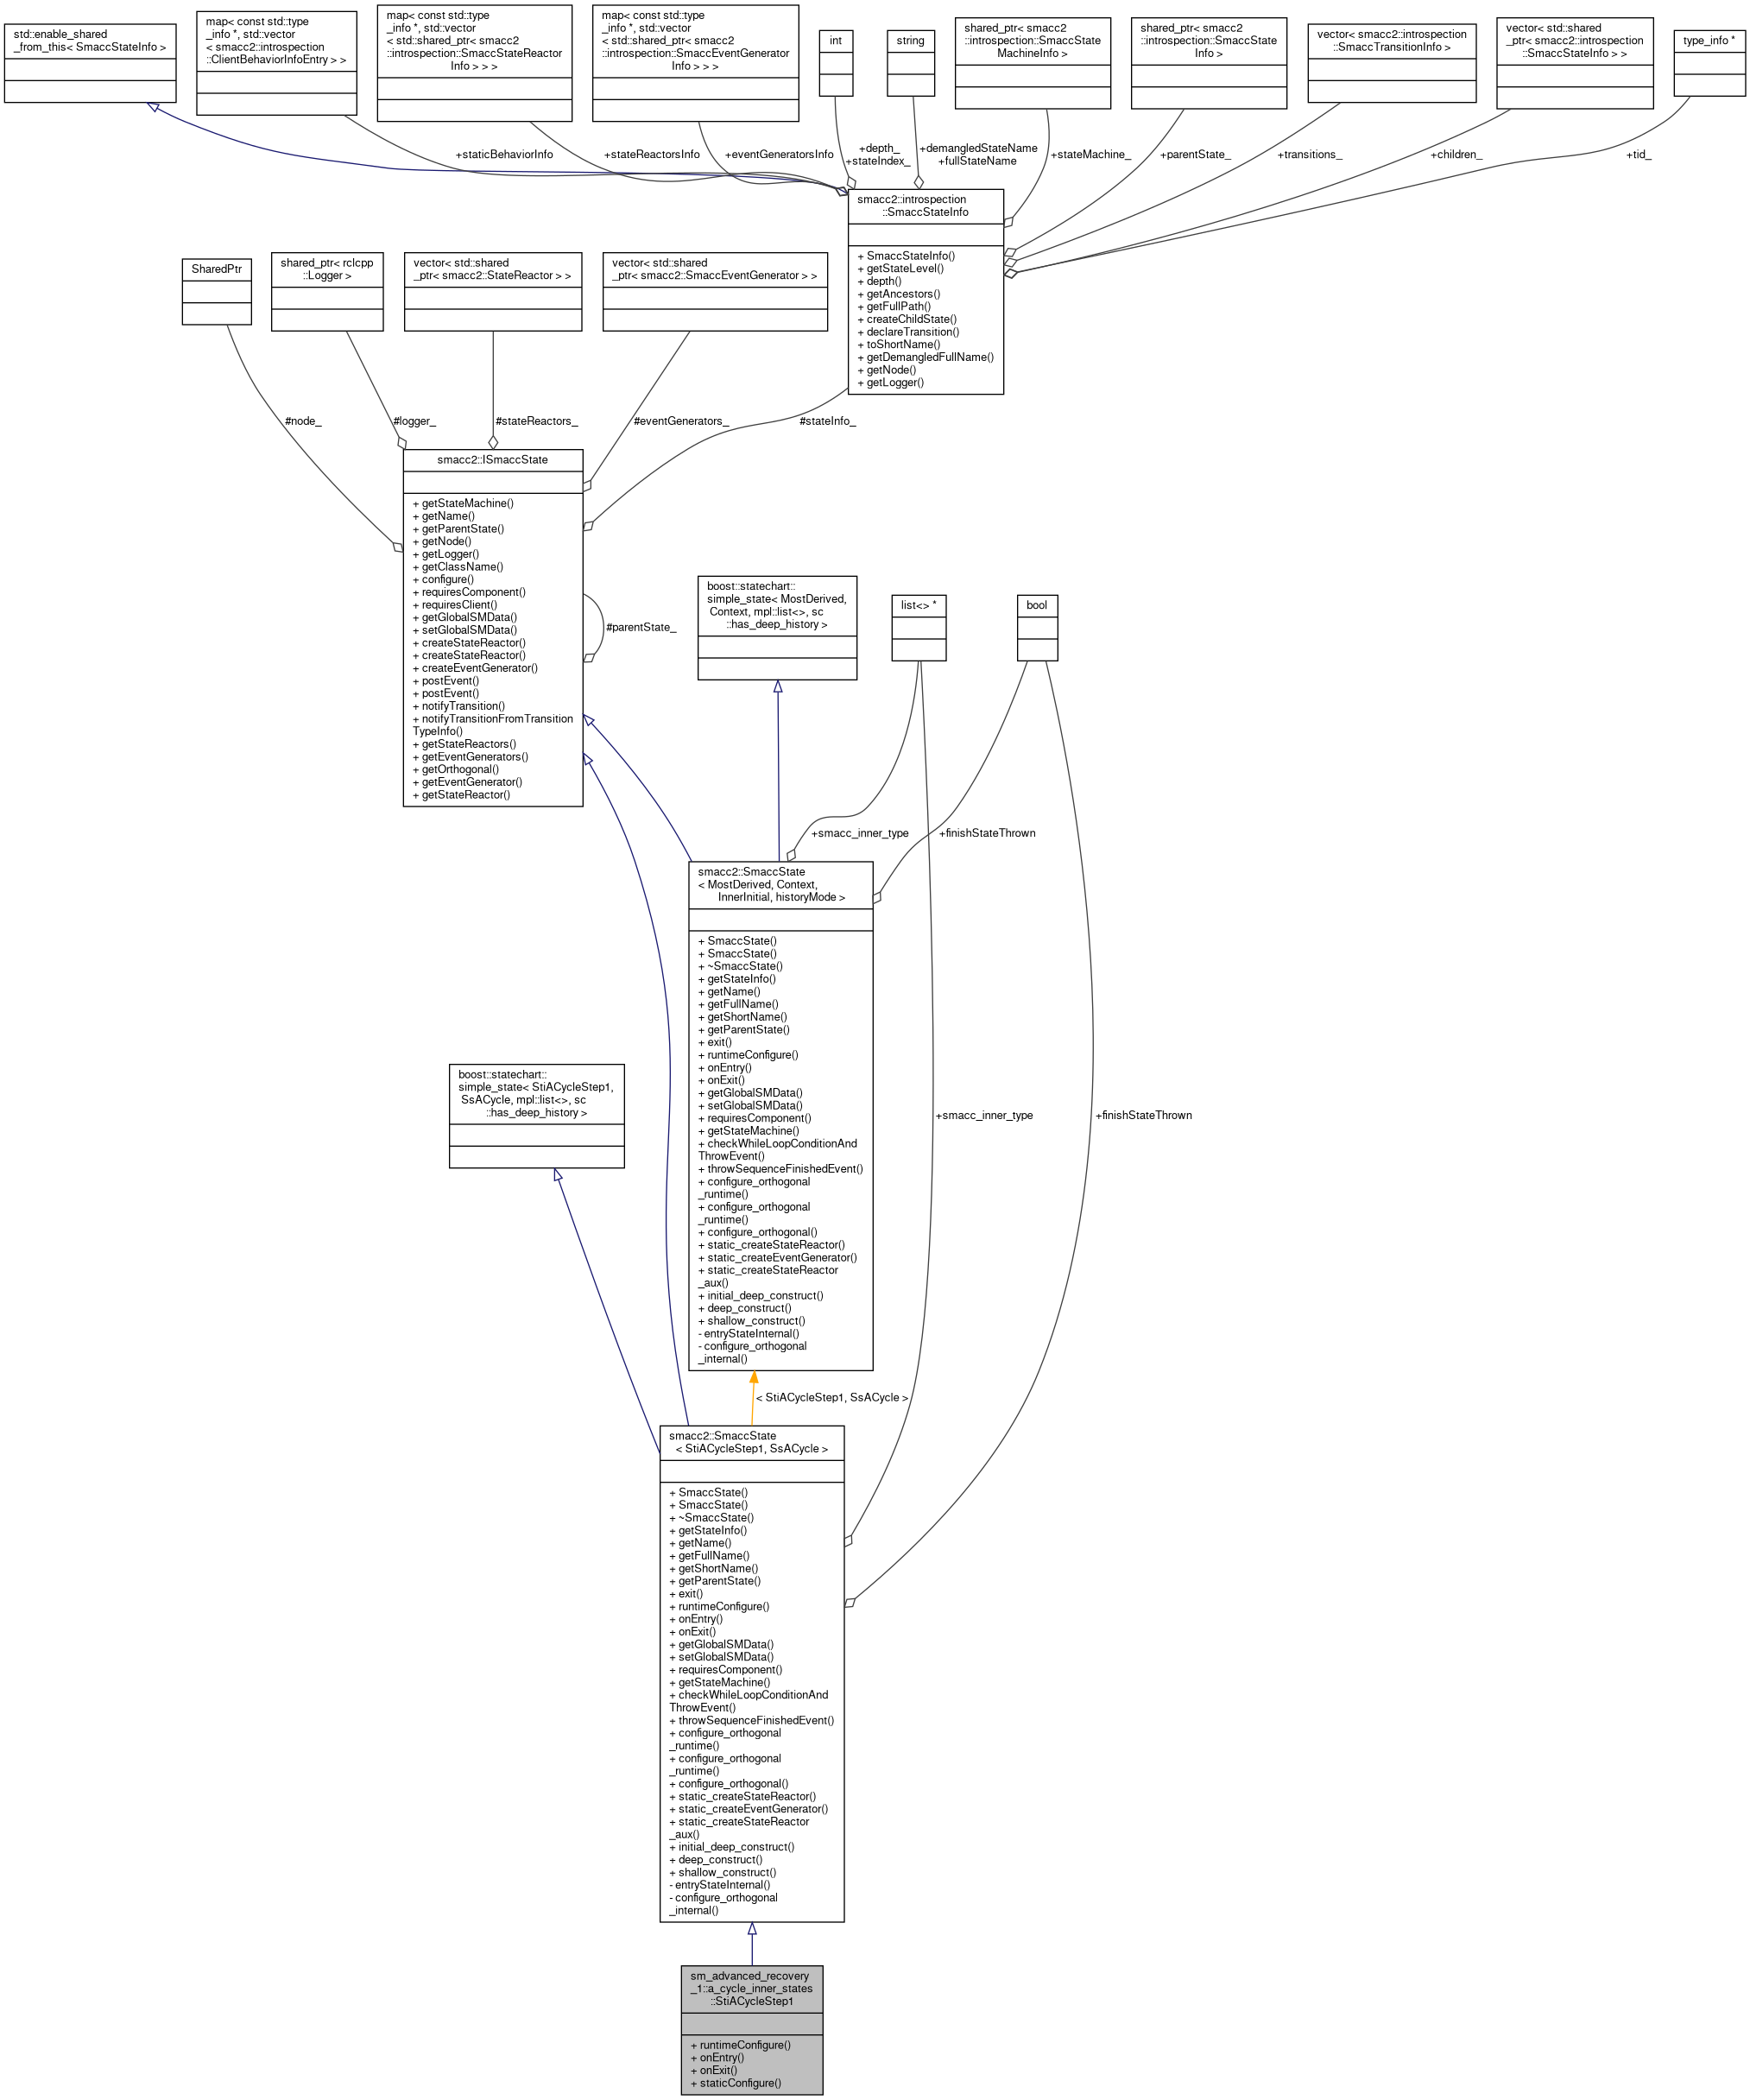 std::enable_shared
_from_this< SmaccStateInfo >
map< const std::type
_info *, std::vector
< smacc2::introspection
::ClientBehaviorInfoEntry > >
map< const std::type
_info *, std::vector
< std::shared_ptr< smacc2
::introspection::SmaccStateReactor
Info > > >
map< const std::type
_info *, std::vector
< std::shared_ptr< smacc2
::introspection::SmaccEventGenerator
Info > > >
int
string
shared_ptr< smacc2
::introspection::SmaccState
MachineInfo >
shared_ptr< smacc2
::introspection::SmaccState
Info >
vector< smacc2::introspection
::SmaccTransitionInfo >
vector< std::shared
_ptr< smacc2::introspection
::SmaccStateInfo > >
type_info *
+staticBehaviorInfo
+stateReactorsInfo
+eventGeneratorsInfo
+depth_
+stateIndex_
+demangledStateName
+fullStateName
+stateMachine_
+parentState_
+transitions_
+children_
+tid_
smacc2::introspection
::SmaccStateInfo
+ SmaccStateInfo()
+ getStateLevel()
+ depth()
+ getAncestors()
+ getFullPath()
+ createChildState()
+ declareTransition()
+ toShortName()
+ getDemangledFullName()
+ getNode()
+ getLogger()
SharedPtr
shared_ptr< rclcpp
::Logger >
vector< std::shared
_ptr< smacc2::StateReactor > >
vector< std::shared
_ptr< smacc2::SmaccEventGenerator > >
#node_
#logger_
#stateReactors_
#eventGenerators_
#stateInfo_
smacc2::ISmaccState
+ getStateMachine()
+ getName()
+ getParentState()
+ getNode()
+ getLogger()
+ getClassName()
+ configure()
+ requiresComponent()
+ requiresClient()
+ getGlobalSMData()
+ setGlobalSMData()
+ createStateReactor()
+ createStateReactor()
+ createEventGenerator()
+ postEvent()
+ postEvent()
+ notifyTransition()
+ notifyTransitionFromTransition
TypeInfo()
+ getStateReactors()
+ getEventGenerators()
+ getOrthogonal()
+ getEventGenerator()
+ getStateReactor()
#parentState_
boost::statechart::
simple_state< MostDerived,
Context, mpl::list<>, sc
::has_deep_history >
list<> *
bool
+smacc_inner_type
+finishStateThrown
smacc2::SmaccState
< MostDerived, Context,
InnerInitial, historyMode >
+ SmaccState()
+ SmaccState()
+ ~SmaccState()
+ getStateInfo()
+ getName()
+ getFullName()
+ getShortName()
+ getParentState()
+ exit()
+ runtimeConfigure()
+ onEntry()
+ onExit()
+ getGlobalSMData()
+ setGlobalSMData()
+ requiresComponent()
+ getStateMachine()
+ checkWhileLoopConditionAnd
ThrowEvent()
+ throwSequenceFinishedEvent()
+ configure_orthogonal
_runtime()
+ configure_orthogonal
_runtime()
+ configure_orthogonal()
+ static_createStateReactor()
+ static_createEventGenerator()
+ static_createStateReactor
_aux()
+ initial_deep_construct()
+ deep_construct()
+ shallow_construct()
- entryStateInternal()
- configure_orthogonal
_internal()
boost::statechart::
simple_state< StiACycleStep1,
SsACycle, mpl::list<>, sc
::has_deep_history >
+smacc_inner_type
+finishStateThrown
< StiACycleStep1, SsACycle >
smacc2::SmaccState
< StiACycleStep1, SsACycle >
+ SmaccState()
+ SmaccState()
+ ~SmaccState()
+ getStateInfo()
+ getName()
+ getFullName()
+ getShortName()
+ getParentState()
+ exit()
+ runtimeConfigure()
+ onEntry()
+ onExit()
+ getGlobalSMData()
+ setGlobalSMData()
+ requiresComponent()
+ getStateMachine()
+ checkWhileLoopConditionAnd
ThrowEvent()
+ throwSequenceFinishedEvent()
+ configure_orthogonal
_runtime()
+ configure_orthogonal
_runtime()
+ configure_orthogonal()
+ static_createStateReactor()
+ static_createEventGenerator()
+ static_createStateReactor
_aux()
+ initial_deep_construct()
+ deep_construct()
+ shallow_construct()
- entryStateInternal()
- configure_orthogonal
_internal()
sm_advanced_recovery
_1::a_cycle_inner_states
::StiACycleStep1
+ runtimeConfigure()
+ onEntry()
+ onExit()
+ staticConfigure()